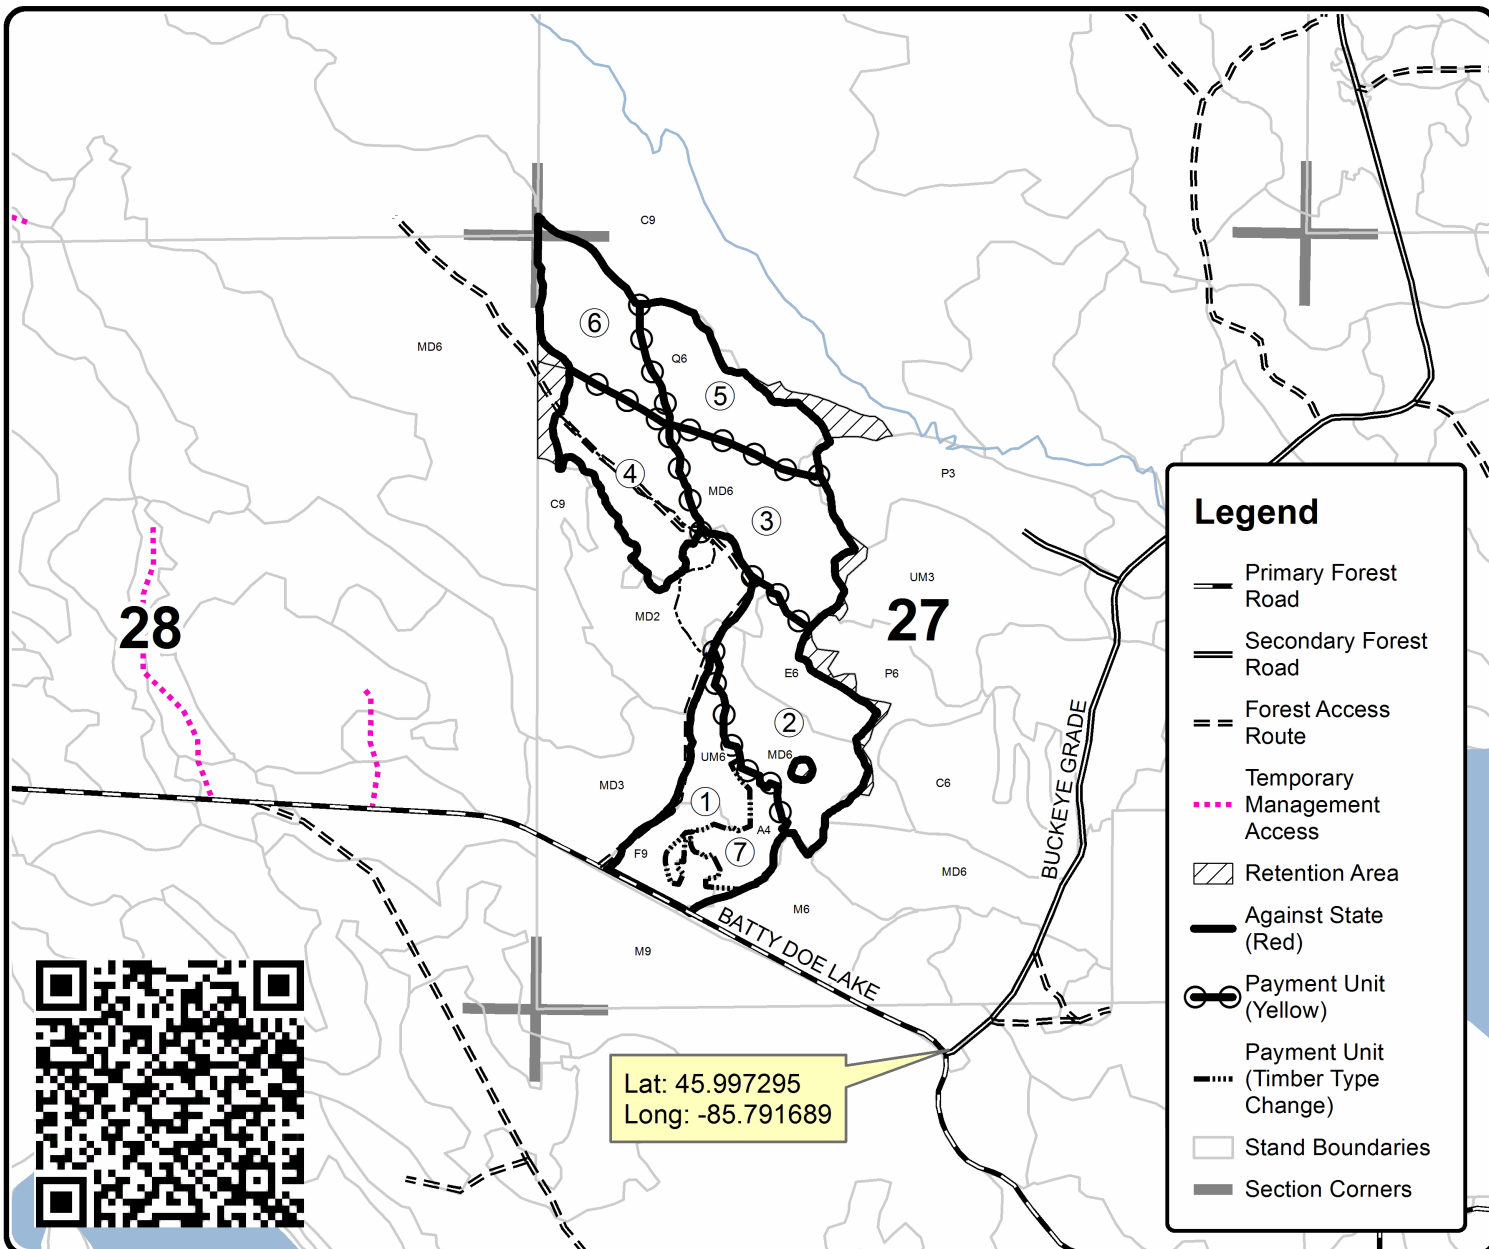 C9
6
MD6
Q6
5
4
P3
MD6
C9
3
Legend
Primary Forest
Road
Secondary Forest
Road
Forest Access
Route
Temporary
Management
Access
Retention Area
Against State
(Red)
Payment Unit
(Yellow)
Payment Unit
(Timber Type
Change)
Stand Boundaries
Section Corners
UM3
28
27
MD2
E6
P6
2
UM6
MD6
MD3
C6
1
BUCKEYE GRADE
A4
F9
7
MD6
M6
BATTY DOE LAKE
M9
Lat: 45.997295
Long: -85.791689